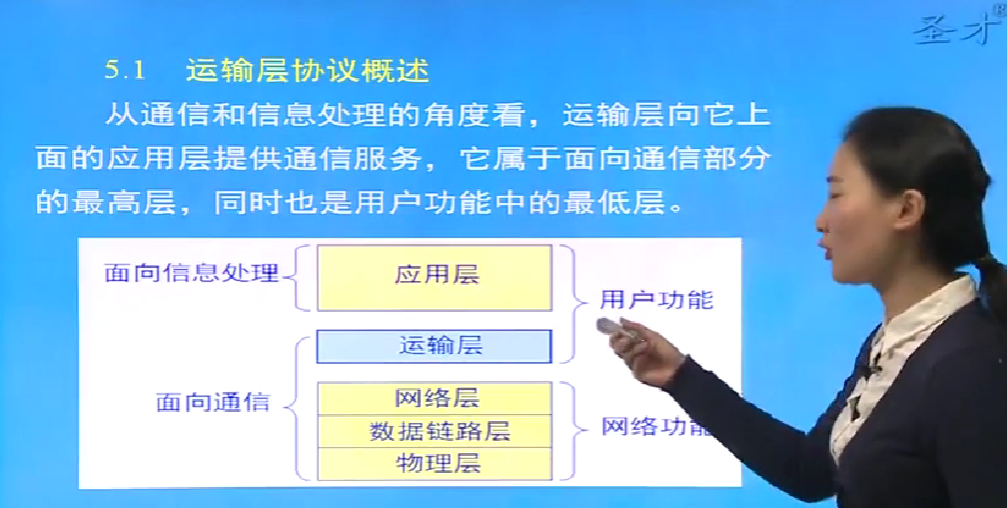 圣才®
5.1 运输层协议概述
从通信和信息处理的角度看，运输层向它上
面的应用层提供通信服务，它属于面向通信部分
的最高层，同时也是用户功能中的最低层。
面向信息处理
应用层
用户功能
运输层
面向通信
网络层
数据链路层
物理层
网络功能